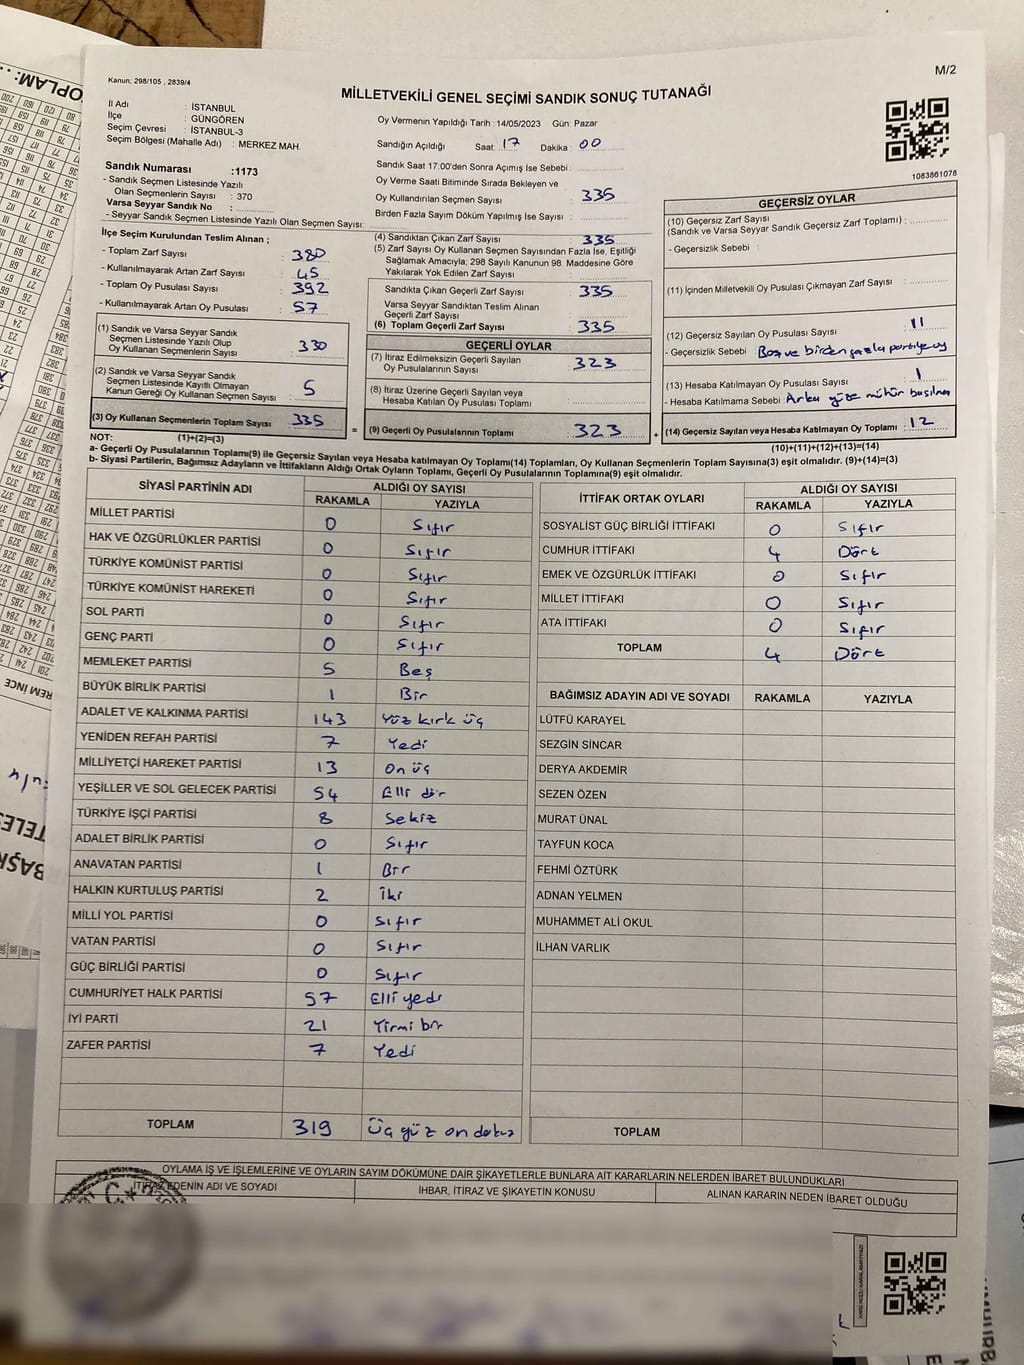 M/2
Kanun: 298/105 , 2839/4
MİLLETVEKİLİ GENEL SEÇİMİ SANDIK SONUÇ TUTANAĞI
İl Adı : İSTANBUL
İlçe : GÜNGÖREN
Seçim Çevresi : İSTANBUL-3
Seçim Bölgesi (Mahalle Adı) : MERKEZ MAH.
Sandık Numarası :1173
- Sandık Seçmen Listesinde Yazılı
Olan Seçmenlerin Sayısı : 370
Varsa Seyyar Sandık No :
- Seyyar Sandık Seçmen Listesinde Yazılı Olan Seçmen Sayısı:
Oy Vermenin Yapıldığı Tarih : 14/05/2023 Gün: Pazar
Sandığın Açıldığı Saat : 17 Dakika : 00
Sandık Saat 17:00'den Sonra Açımış İse Sebebi :
Oy Verme Saati Bitiminde Sırada Bekleyen ve
Oy Kullandırılan Seçmen Sayısı : 335
Birden Fazla Sayım Döküm Yapılmış İse Sayısı :
1083861078
İlçe Seçim Kurulundan Teslim Alınan ;
- Toplam Zarf Sayısı : 380
- Kullanılmayarak Artan Zarf Sayısı : 45
- Toplam Oy Pusulası Sayısı : 392
- Kullanılmayarak Artan Oy Pusulası : 57
(1) Sandık ve Varsa Seyyar Sandık
Seçmen Listesinde Yazılı Olup
Oy Kullanan Seçmenlerin Sayısı : 330
(2) Sandık ve Varsa Seyyar Sandık
Seçmen Listesinde Kayıtlı Olmayan
Kanun Gereği Oy Kullanan Seçmen Sayısı : 5
(3) Oy Kullanan Seçmenlerin Toplam Sayısı : 335
(1)+(2)=(3)
(4) Sandıktan Çıkan Zarf Sayısı : 335
(5) Zarf Sayısı Oy Kullanan Seçmen Sayısından Fazla İse, Eşitliği
Sağlamak Amacıyla; 298 Sayılı Kanunun 98. Maddesine Göre
Yakılarak Yok Edilen Zarf Sayısı :
Sandıkta Çıkan Geçerli Zarf Sayısı : 335
Varsa Seyyar Sandıktan Teslim Alınan
Geçerli Zarf Sayısı :
(6) Toplam Geçerli Zarf Sayısı : 335
GEÇERLİ OYLAR
(7) İtiraz Edilmeksizin Geçerli Sayılan
Oy Pusulalarının Sayısı : 323
(8) İtiraz Üzerine Geçerli Sayılan veya
Hesaba Katılan Oy Pusulası Toplamı :
= (9) Geçerli Oy Pusulalarının Toplamı : 323 +
GEÇERSİZ OYLAR
(10) Geçersiz Zarf Sayısı
(Sandık ve Varsa Seyyar Sandık Geçersiz Zarf Toplamı) :
- Geçersizlik Sebebi :
(11) İçinden Milletvekili Oy Pusulası Çıkmayan Zarf Sayısı :
(12) Geçersiz Sayılan Oy Pusulası Sayısı : 11
- Geçersizlik Sebebi : Boş ve birden fazla partiye oy
(13) Hesaba Katılmayan Oy Pusulası Sayısı : 1
- Hesaba Katılmama Sebebi : Arka yüze mühür
(14) Geçersiz Sayılan veya Hesaba Katılmayan Oy Toplamı : 12
(10)+(11)+(12)+(13)=(14)
NOT:
a- Geçerli Oy Pusulalarının Toplamı(9) ile Geçersiz Sayılan veya Hesaba katılmayan Oy Toplamı(14) Toplamları, Oy Kullanan Seçmenlerin Toplam Sayısına(3) eşit olmalıdır. (9)+(14)=(3)
b- Siyasi Partilerin, Bağımsız Adayların ve İttifakların Aldığı Ortak Oyların Toplamı, Geçerli Oy Pusulalarının Toplamına(9) eşit olmalıdır.
SİYASİ PARTİNİN ADI ALDIĞI OY SAYISI
RAKAMLA YAZIYLA
MİLLET PARTİSİ 0 Sıfır
HAK VE ÖZGÜRLÜKLER PARTİSİ 0 Sıfır
TÜRKİYE KOMÜNİST PARTİSİ 0 Sıfır
TÜRKİYE KOMÜNİST HAREKETİ 0 Sıfır
SOL PARTİ 0 Sıfır
GENÇ PARTİ 0 Sıfır
MEMLEKET PARTİSİ 5 Beş
BÜYÜK BİRLİK PARTİSİ 1 Bir
ADALET VE KALKINMA PARTİSİ 143 Yüz kırk üç
YENİDEN REFAH PARTİSİ 7 Yedi
MİLLİYETÇİ HAREKET PARTİSİ 13 On üç
YEŞİLLER VE SOL GELECEK PARTİSİ 54 Elli dör
TÜRKİYE İŞÇİ PARTİSİ 8 Sekiz
ADALET BİRLİK PARTİSİ 0 Sıfır
ANAVATAN PARTİSİ 1 Bir
HALKIN KURTULUŞ PARTİSİ 2 İki
MİLLİ YOL PARTİSİ 0 Sıfır
VATAN PARTİSİ 0 Sıfır
GÜÇ BİRLİĞİ PARTİSİ 0 Sıfır
CUMHURİYET HALK PARTİSİ 57 Elli yedi
İYİ PARTİ 21 Yirmi bir
ZAFER PARTİSİ 7 Yedi
TOPLAM 319 Üç yüz on dokuz
İTTİFAK ORTAK OYLARI ALDIĞI OY SAYISI
RAKAMLA YAZIYLA
SOSYALİST GÜÇ BİRLİĞİ İTTİFAKI 0 Sıfır
CUMHUR İTTİFAKI 4 Dört
EMEK VE ÖZGÜRLÜK İTTİFAKI 0 Sıfır
MİLLET İTTİFAKI 0 Sıfır
ATA İTTİFAKI 0 Sıfır
TOPLAM 4 Dört
BAĞIMSIZ ADAYIN ADI VE SOYADI RAKAMLA YAZIYLA
LÜTFÜ KARAYEL
SEZGİN SİNCAR
DERYA AKDEMİR
SEZEN ÖZEN
MURAT ÜNAL
TAYFUN KOCA
FEHMİ ÖZTÜRK
ADNAN YELMEN
MUHAMMET ALİ OKUL
İLHAN VARLIK
TOPLAM
OYLAMA İŞ VE İŞLEMLERİNE VE OYLARIN SAYIM DÖKÜMÜNE DAİR ŞİKAYETLERLE BUNLARA AİT KARARLARIN NELERDEN İBARET BULUNDUKLARI
İTİRAZ EDENİN ADI VE SOYADI İHBAR, İTİRAZ VE ŞİKAYETİN KONUSU ALINAN KARARIN NEDEN İBARET OLDUĞU